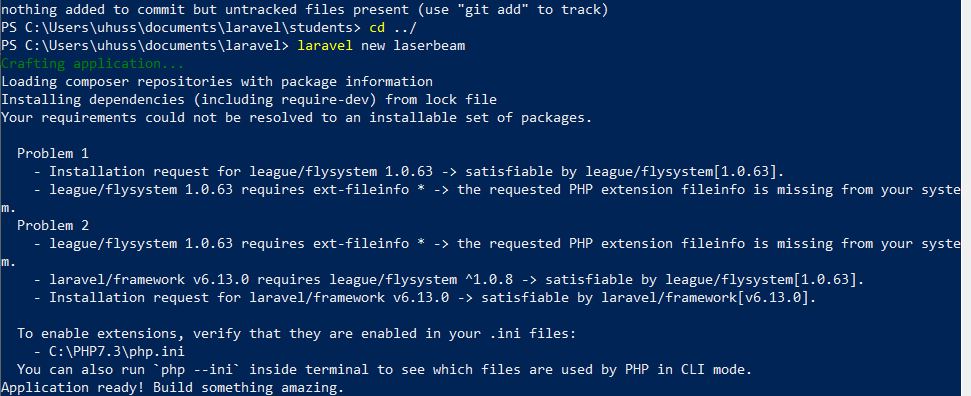 nothing added to commit but untracked files present (use "git add" to track)
PS C:\Users\uhuss\documents\laravel\students> cd ../
PS C:\Users\uhuss\documents\laravel> laravel new laserbeam
Crafting application...
Loading composer repositories with package information
Installing dependencies (including require-dev) from lock file
Your requirements could not be resolved to an installable set of packages.

  Problem 1
    - Installation request for league/flysystem 1.0.63 -> satisfiable by league/flysystem[1.0.63].
    - league/flysystem 1.0.63 requires ext-fileinfo * -> the requested PHP extension fileinfo is missing from your syste
m.
  Problem 2
    - league/flysystem 1.0.63 requires ext-fileinfo * -> the requested PHP extension fileinfo is missing from your syste
m.
    - laravel/framework v6.13.0 requires league/flysystem ^1.0.8 -> satisfiable by league/flysystem[1.0.63].
    - Installation request for laravel/framework v6.13.0 -> satisfiable by laravel/framework[v6.13.0].

  To enable extensions, verify that they are enabled in your .ini files:
    - C:\PHP7.3\php.ini
  You can also run `php --ini` inside terminal to see which files are used by PHP in CLI mode.
Application ready! Build something amazing.